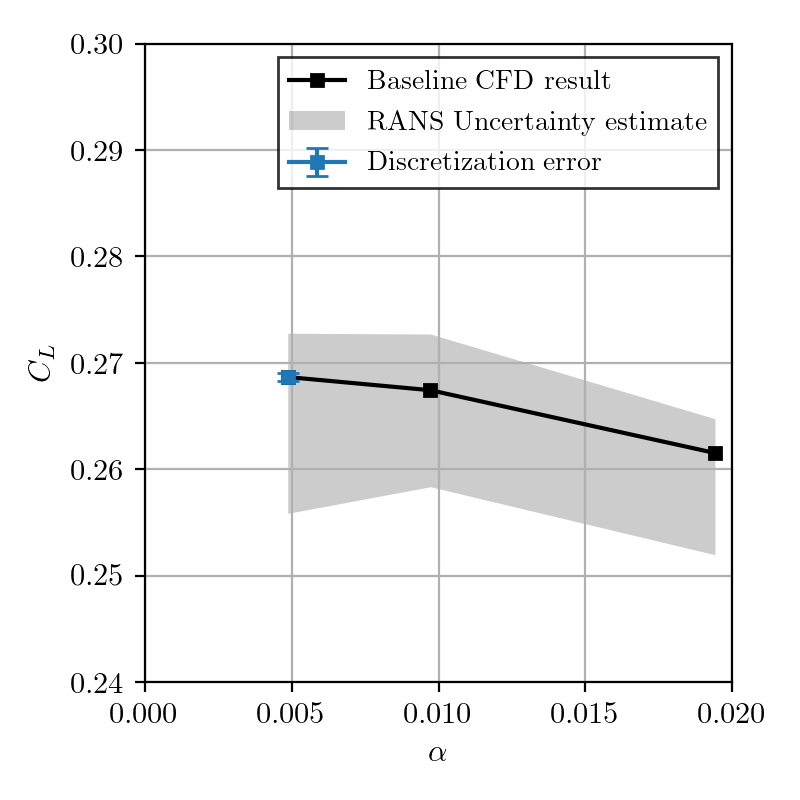 0.30
0.29
0.28
0.27
0.26
0.25
0.24
C_L
Baseline CFD result
RANS Uncertainty estimate
Discretization error
0.000 0.005 0.010 0.015 0.020
α